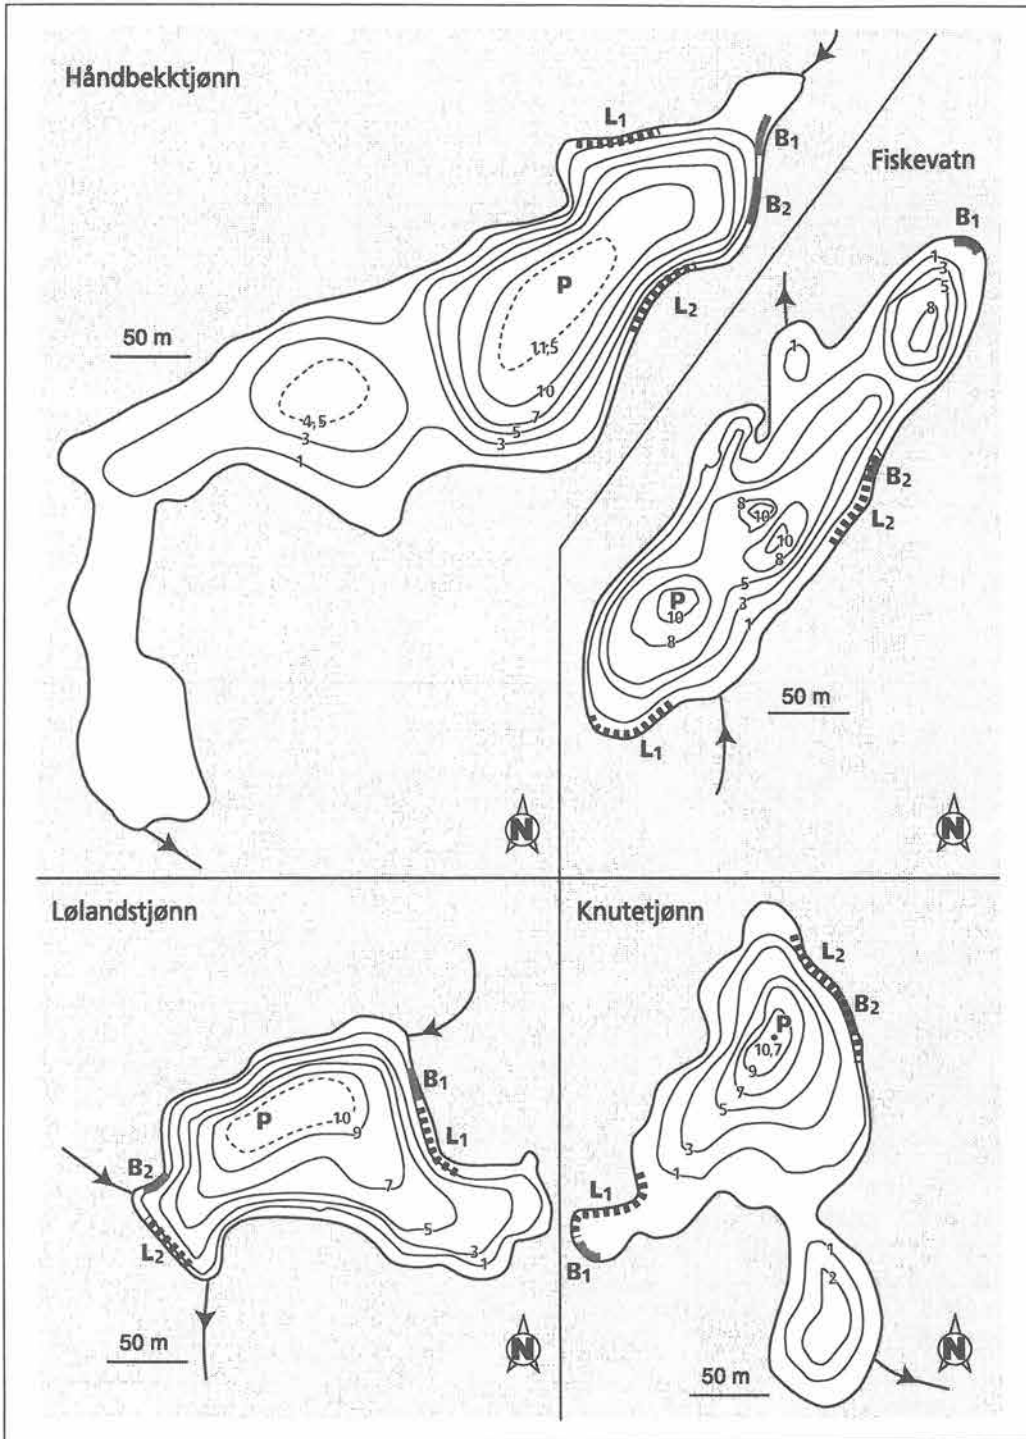 Håndbekktjønn
L1
B1
B2
P
L2
50 m
11,5
10
7
5
3
4,5
3
1
N
Fiskevatn
B1
1
3
5
8
1
B2
L2
8
10
10
8
P
10
8
5
3
1
50 m
L1
N
Lølandstjønn
B1
L1
P
10
9
7
5
3
1
B2
L2
50 m
N
Knutetjønn
L2
B2
P
10,7
9
7
5
3
1
L1
B1
1
2
50 m
N